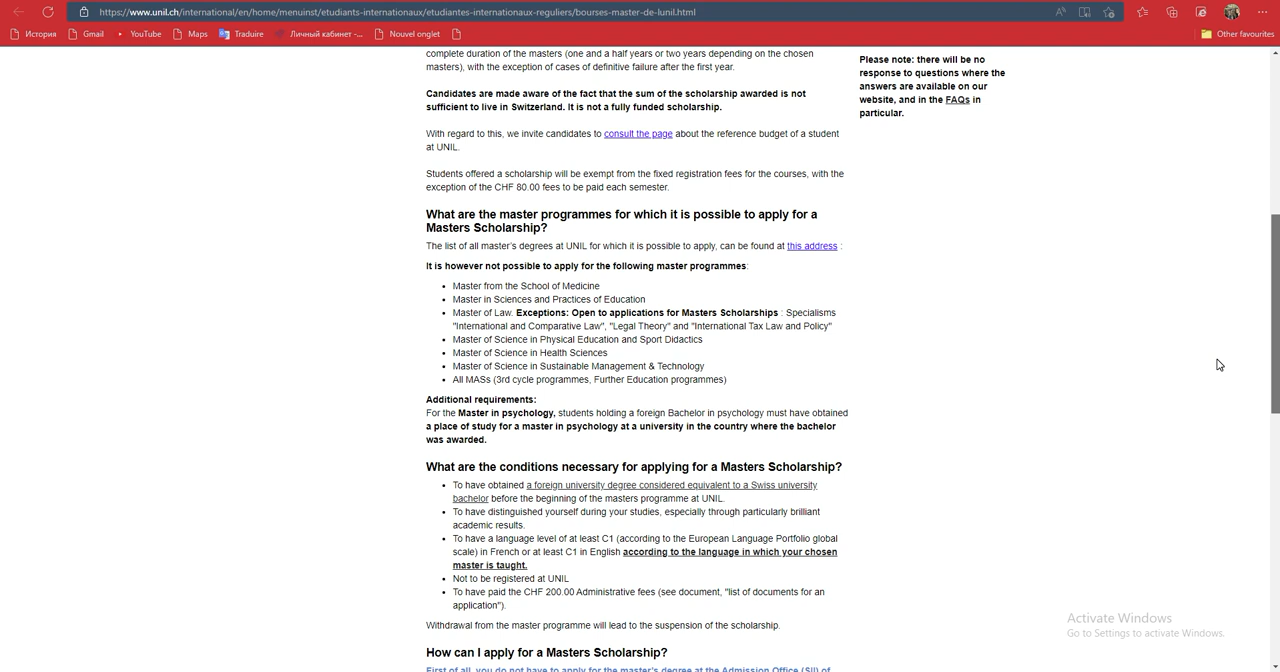 https://www.unil.ch/international/en/home/menuinst/etudiants-internationaux/etudiantes-internationaux-reguliers/bourses-master-de-lunil.html
История Gmail YouTube Maps Traduire Личный кабинет -... Nouvel onglet Other favourites
complete duration of the masters (one and a half years or two years depending on the chosen
masters), with the exception of cases of definitive failure after the first year.
Candidates are made aware of the fact that the sum of the scholarship awarded is not
sufficient to live in Switzerland. It is not a fully funded scholarship.
With regard to this, we invite candidates to consult the page about the reference budget of a student
at UNIL.
Students offered a scholarship will be exempt from the fixed registration fees for the courses, with the
exception of the CHF 80.00 fees to be paid each semester.
What are the master programmes for which it is possible to apply for a
Masters Scholarship?
The list of all master's degrees at UNIL for which it is possible to apply, can be found at this address :
It is however not possible to apply for the following master programmes:
• Master from the School of Medicine
• Master in Sciences and Practices of Education
• Master of Law. Exceptions: Open to applications for Masters Scholarships : Specialisms
"International and Comparative Law", "Legal Theory" and "International Tax Law and Policy"
• Master of Science in Physical Education and Sport Didactics
• Master of Science in Health Sciences
• Master of Science in Sustainable Management & Technology
• All MASs (3rd cycle programmes, Further Education programmes)
Additional requirements:
For the Master in psychology, students holding a foreign Bachelor in psychology must have obtained
a place of study for a master in psychology at a university in the country where the bachelor
was awarded.
What are the conditions necessary for applying for a Masters Scholarship?
• To have obtained a foreign university degree considered equivalent to a Swiss university
bachelor before the beginning of the masters programme at UNIL.
• To have distinguished yourself during your studies, especially through particularly brilliant
academic results.
• To have a language level of at least C1 (according to the European Language Portfolio global
scale) in French or at least C1 in English according to the language in which your chosen
master is taught.
• Not to be registered at UNIL
• To have paid the CHF 200.00 Administrative fees (see document, "list of documents for an
application").
Withdrawal from the master programme will lead to the suspension of the scholarship.
How can I apply for a Masters Scholarship?
First of all, you do not have to apply for the master's degree at the Admission Office (SII) of
Please note: there will be no
response to questions where the
answers are available on our
website, and in the FAQs in
particular.
Activate Windows
Go to Settings to activate Windows.